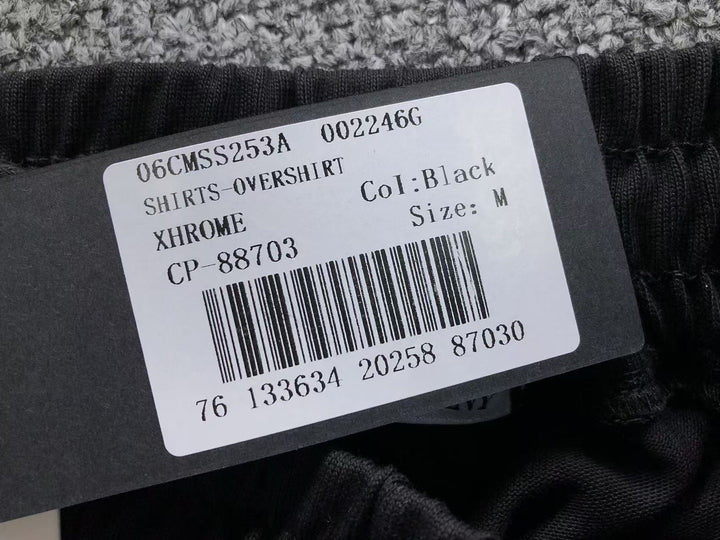 06CMSS253A 002246G
SHIRTS-OVERSHIRT
XHROME
Col:Black
CP-88703
Size: M
76 133634 20258 87030